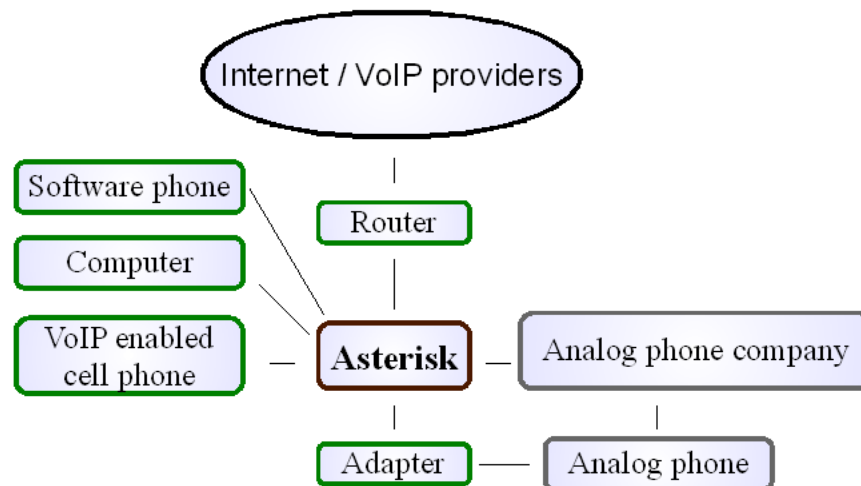 Internet / VoIP providers
Software phone
Router
Computer
VoIP enabled
cell phone
Asterisk
Analog phone company
Adapter
Analog phone